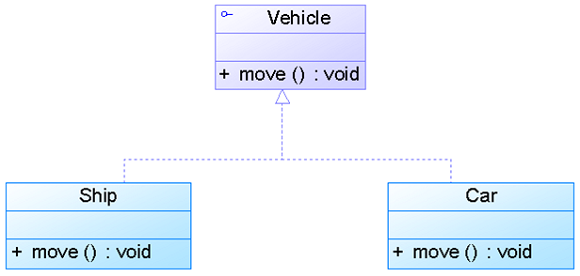 Vehicle
+ move () : void
Ship
+ move () : void
Car
+ move () : void